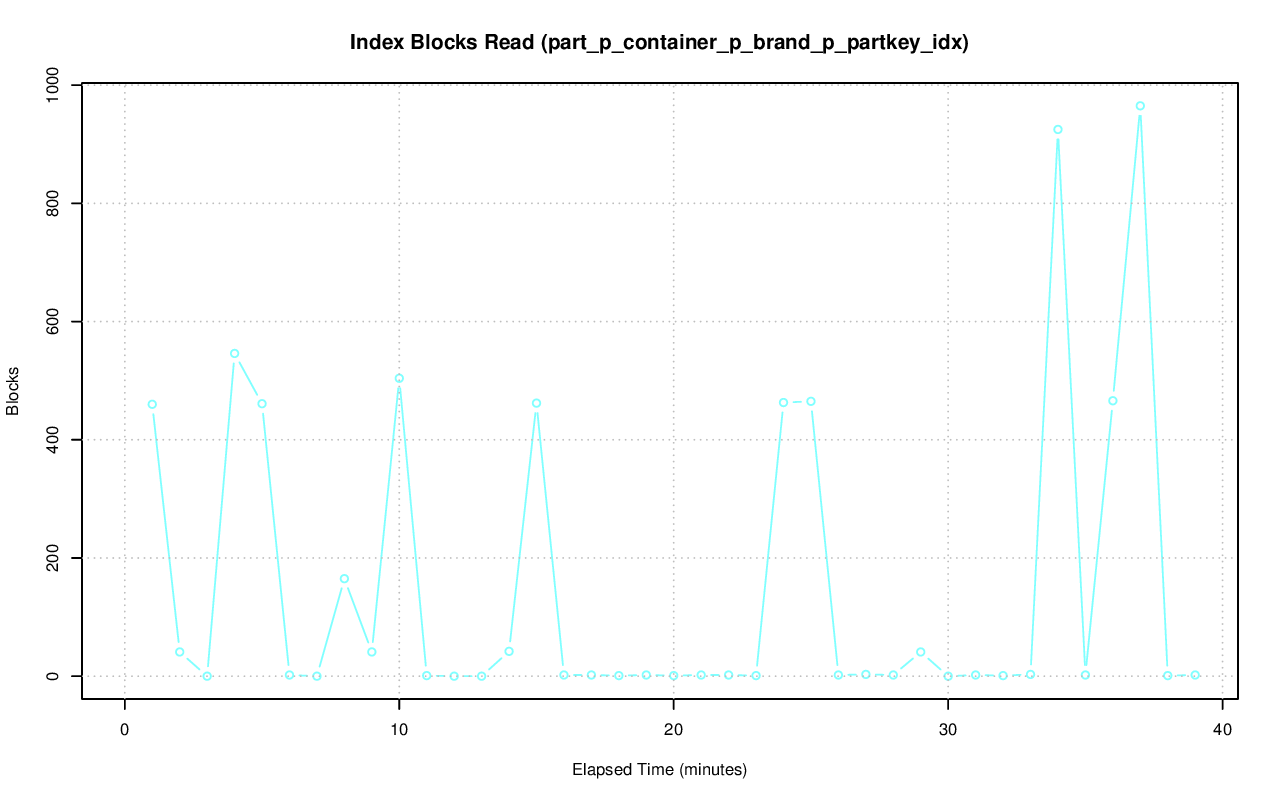 Index Blocks Read (part_p_container_p_brand_p_partkey_idx)
1000
800
600
400
200
0
Blocks
0 10 20 30 40
Elapsed Time (minutes)